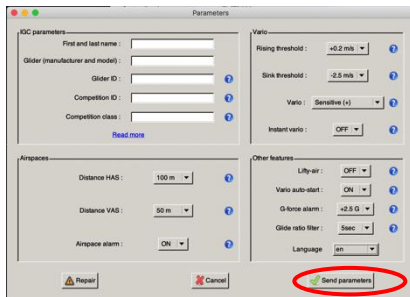 Parameters
IGC parameters
First and last name :
Glider (manufacturer and model) :
Glider ID :
Competition ID :
Competition class :
Read more
Vario
Rising threshold : +0.2 m/s
Sink threshold : -2.5 m/s
Vario : Sensitive (+)
Instant vario : OFF
Airspaces
Distance HAS : 100 m
Distance VAS : 50 m
Airspace alarm : ON
Other features
Lifty-air : OFF
Vario auto-start : ON
G-force alarm : +2.5 G
Glide ratio filter : 5sec
Language en
Repair
Cancel
Send parameters